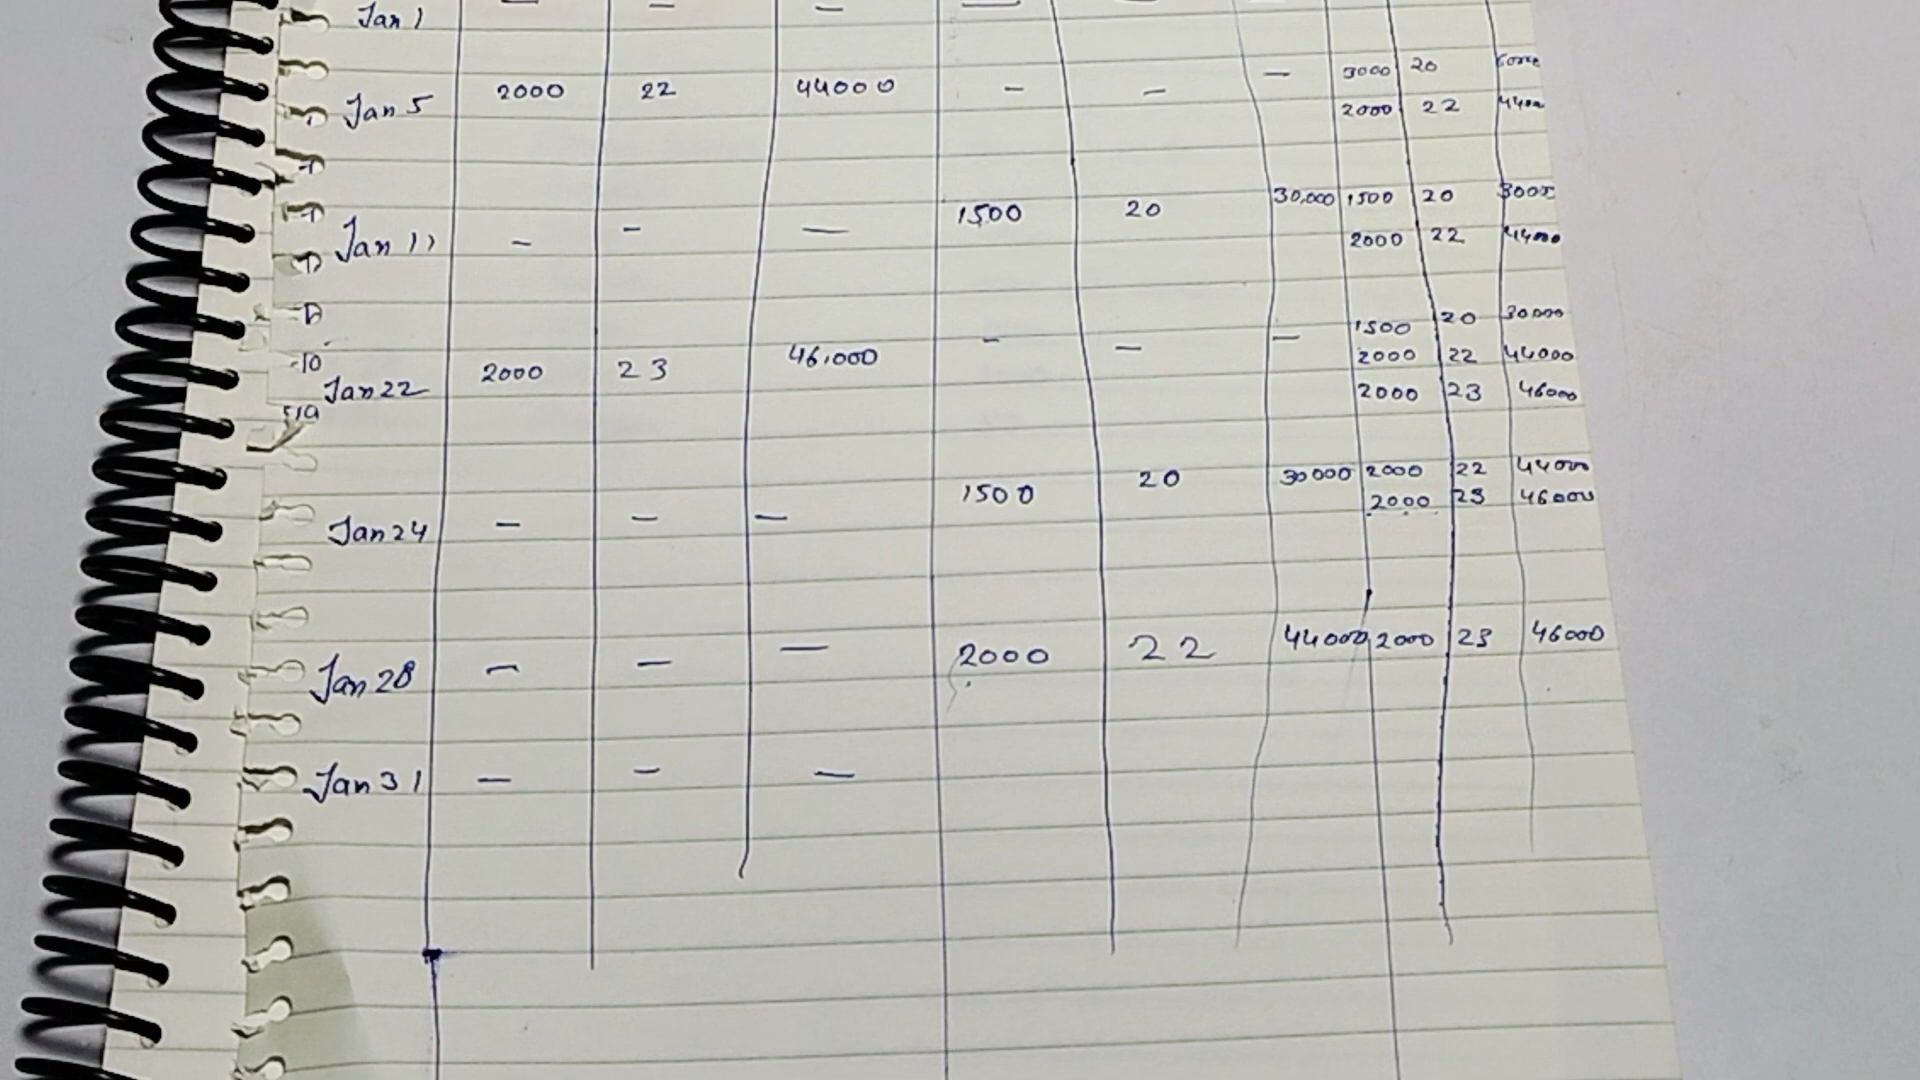 Jan 1 — — — —
— 3000 20
Jan 5 2000 22 44000 — — 2000 22
1500 20 30,000 1500 20
Jan 11 — — — 2000 22 44000
1500 20 30000
Jan 22 2000 23 46,000 — — — 2000 22 44000
2000 23 46000
1500 20 30000 2000 22 44000
Jan 24 — — — 2000 23 46000
Jan 28 — — — 2000 22 44000 2000 23 46000
Jan 31 — — —